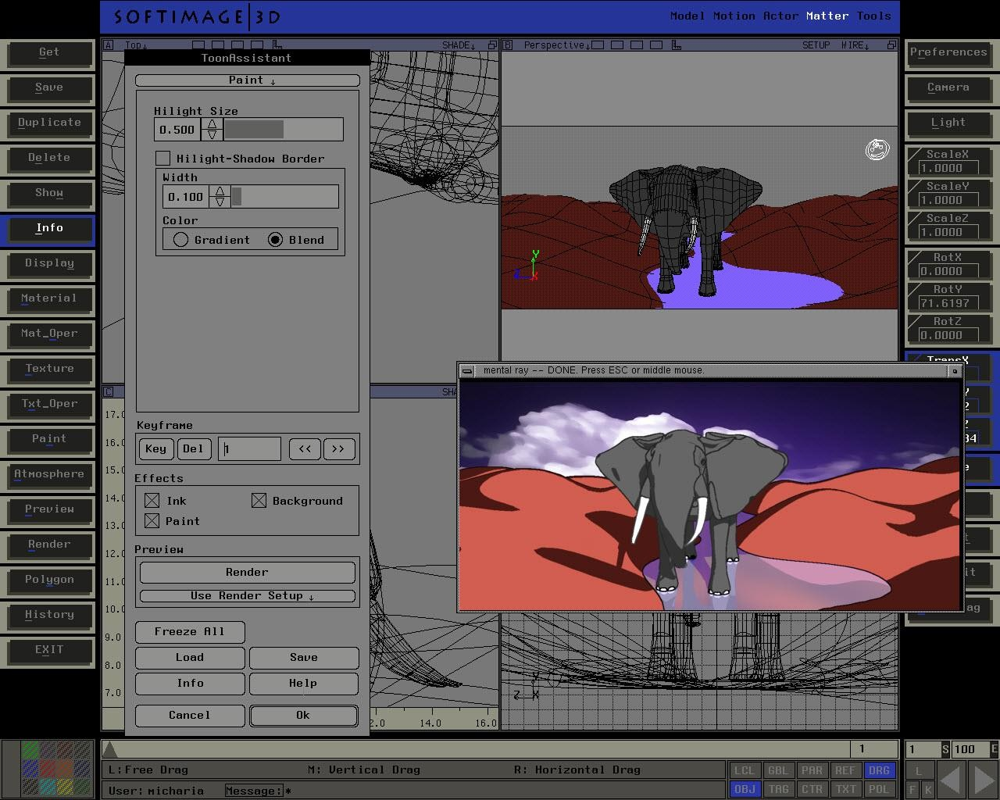 SOFTIMAGE|3D
Model Motion Actor Matter Tools
Get
Save
Duplicate
Delete
Show
Info
Display
Material
Mat_Oper
Texture
Txt_Oper
Paint
Atmosphere
Preview
Render
Polygon
History
EXIT
A Top↓ SHADE↓
B Perspective↓ SETUP WIRE↓
ToonAssistant
Paint ↓
Hilight Size
0.500
Hilight-Shadow Border
Width
0.100
Color
Gradient Blend
Keyframe
Key Del 1 << >>
Effects
Ink Background
Paint
Preview
Render
Use Render Setup ↓
Freeze All
Load Save
Info Help
Cancel Ok
Y
Z X
C SHA
17.0
16.0
15.0
14.0
13.0
12.0
11.0
10.0
9.0
8.0
7.0
2.0 14.0 16.0
mental ray -- DONE. Press ESC or middle mouse.
Y
Z X
Preferences
Camera
Light
ScaleX
1.0000
ScaleY
1.0000
ScaleZ
1.0000
RotX
0.0000
RotY
71.6197
RotZ
0.0000
TransX
Y
2
Z
34
e
t
it
ag
1
1 S 100 E
L:Free Drag M: Vertical Drag R: Horizontal Drag
User: micharia Message:*
LCL GBL PAR REF DRG
OBJ TAG CTR TXT POL
L
F K